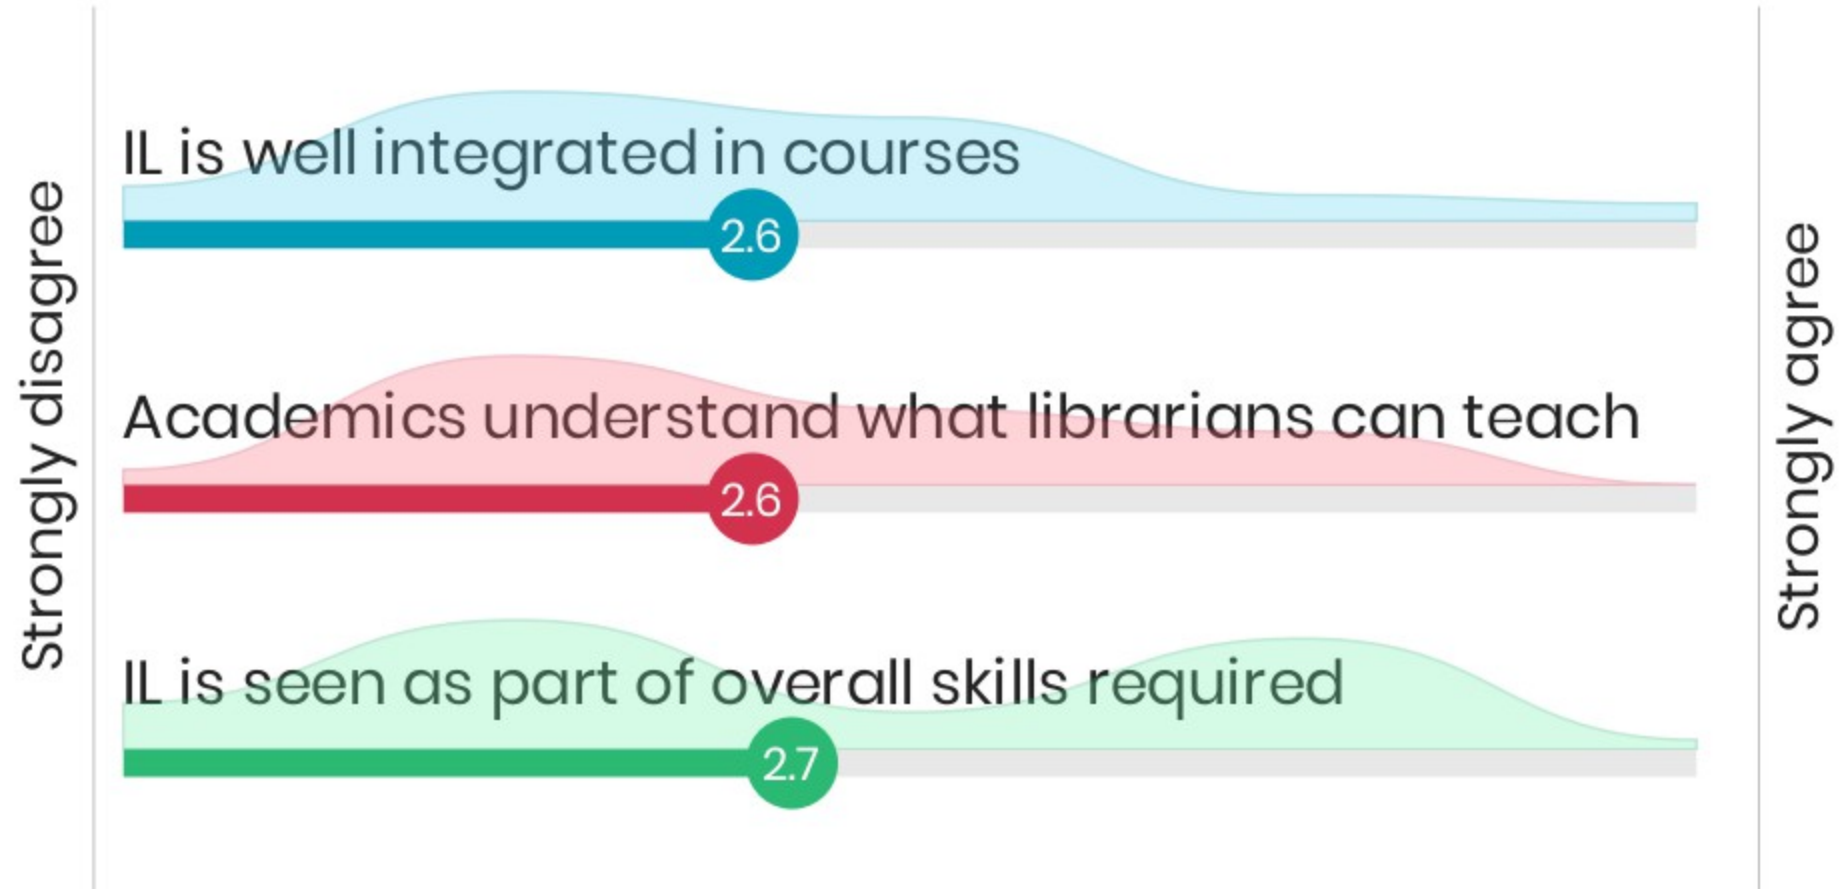 Strongly disagree
IL is well integrated in courses
2.6
Academics understand what librarians can teach
2.6
IL is seen as part of overall skills required
2.7
Strongly agree